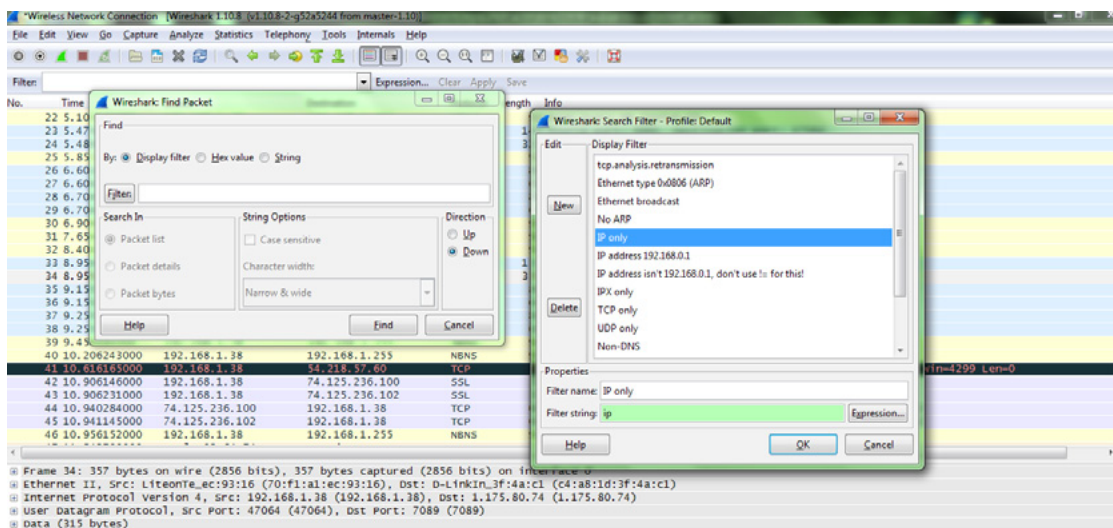 *Wireless Network Connection [Wireshark 1.10.8 (v1.10.8-2-g52a5244 from master-1.10)]
File Edit View Go Capture Analyze Statistics Telephony Tools Internals Help
Filter: Expression... Clear Apply Save
No. Time ength Info
22 5.10
23 5.47
24 5.48
25 5.85
26 6.60
27 6.60
28 6.70
29 6.70
30 6.90
31 7.65
32 8.40
33 8.95
34 8.95
35 9.15
36 9.15
37 9.25
38 9.25
39 9.45
40 10.206243000 192.168.1.38 192.168.1.255 NBNS
41 10.616165000 192.168.1.38 54.218.57.60 TCP win=4299 Len=0
42 10.906146000 192.168.1.38 74.125.236.100 SSL
43 10.906231000 192.168.1.38 74.125.236.102 SSL
44 10.940284000 74.125.236.100 192.168.1.38 TCP
45 10.941145000 74.125.236.102 192.168.1.38 TCP
46 10.956152000 192.168.1.38 192.168.1.255 NBNS
Wireshark: Find Packet
Find
By: Display filter Hex value String
Filter:
Search In
Packet list
Packet details
Packet bytes
String Options
Case sensitive
Character width:
Narrow & wide
Direction
Up
Down
Help Find Cancel
Wireshark: Search Filter - Profile: Default
Edit
New
Delete
Display Filter
tcp.analysis.retransmission
Ethernet type 0x0806 (ARP)
Ethernet broadcast
No ARP
IP only
IP address 192.168.0.1
IP address isn't 192.168.0.1, don't use != for this!
IPX only
TCP only
UDP only
Non-DNS
Properties
Filter name: IP only
Filter string: ip Expression...
Help OK Cancel
Frame 34: 357 bytes on wire (2856 bits), 357 bytes captured (2856 bits) on interface 0
Ethernet II, Src: LiteonTe_ec:93:16 (70:f1:a1:ec:93:16), Dst: D-LinkIn_3f:4a:c1 (c4:a8:1d:3f:4a:c1)
Internet Protocol Version 4, Src: 192.168.1.38 (192.168.1.38), Dst: 1.175.80.74 (1.175.80.74)
User Datagram Protocol, Src Port: 47064 (47064), Dst Port: 7089 (7089)
Data (315 bytes)